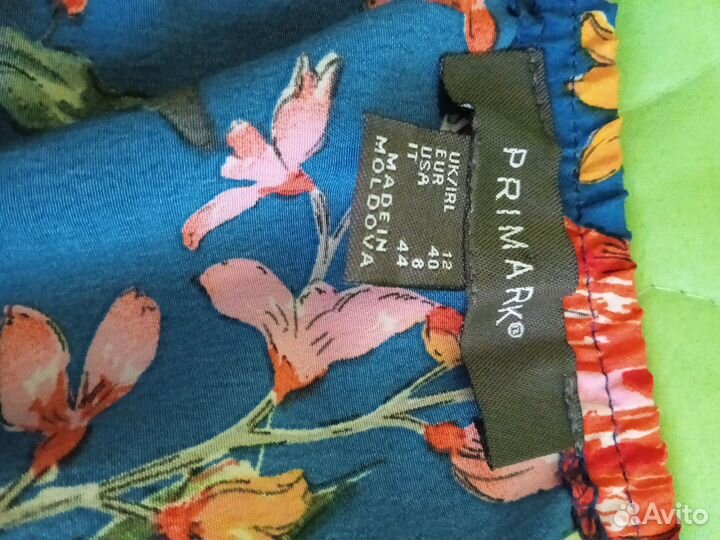 PRIMARK®
UK/IRL 12
EUR 40
USA 8
IT 44
MADE IN
MOLDOVA
Avito